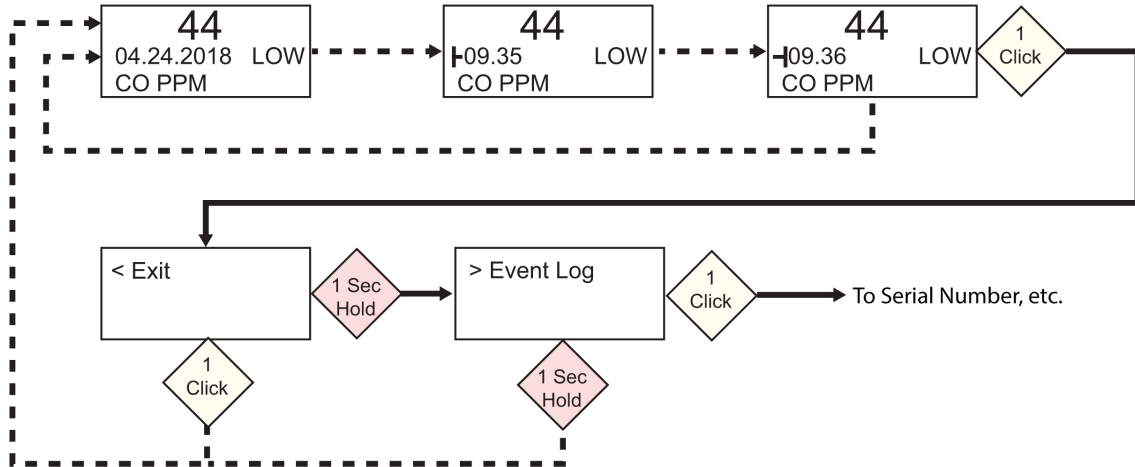 44
04.24.2018 LOW
CO PPM
44
09.35 LOW
CO PPM
44
09.36 LOW
CO PPM
1
Click
< Exit
1 Sec
Hold
> Event Log
1
Click
To Serial Number, etc.
1
Click
1 Sec
Hold